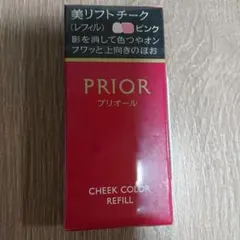 美リフトチーク
(レフィル) ピンク
影を消して色つやオン
フワッと上向きのほお
PRIOR
プリオール
CHEEK COLOR
REFILL